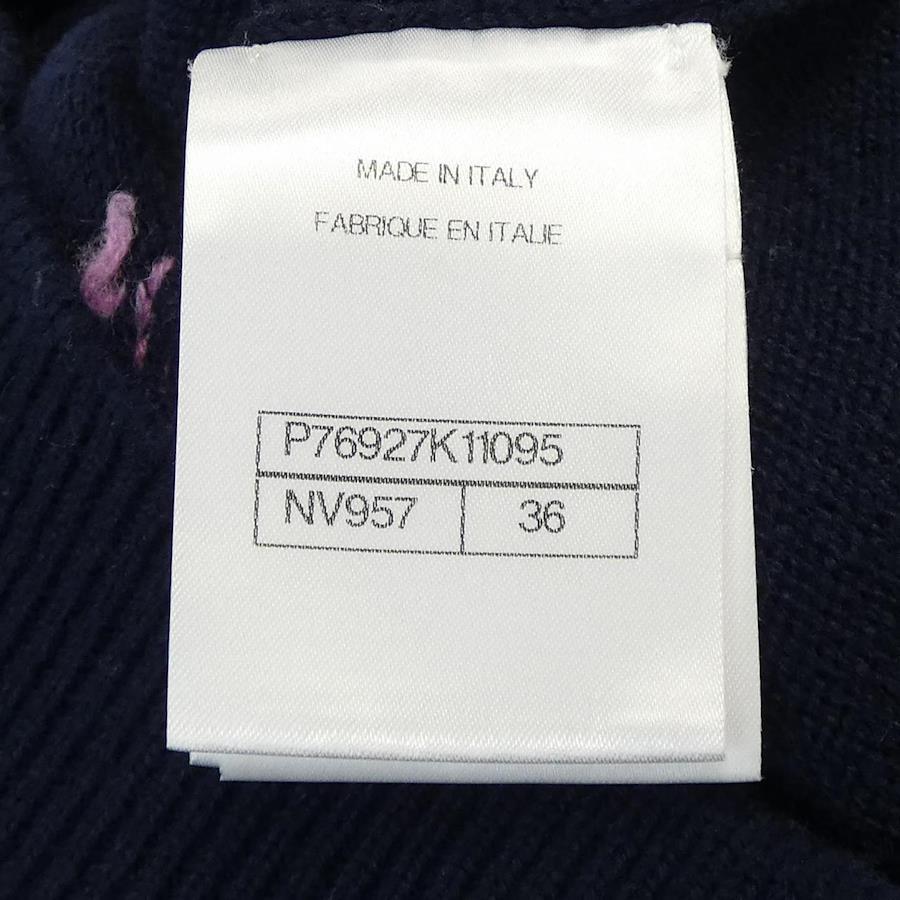 MADE IN ITALY
FABRIQUE EN ITALIE
P76927K11095
NV957 36